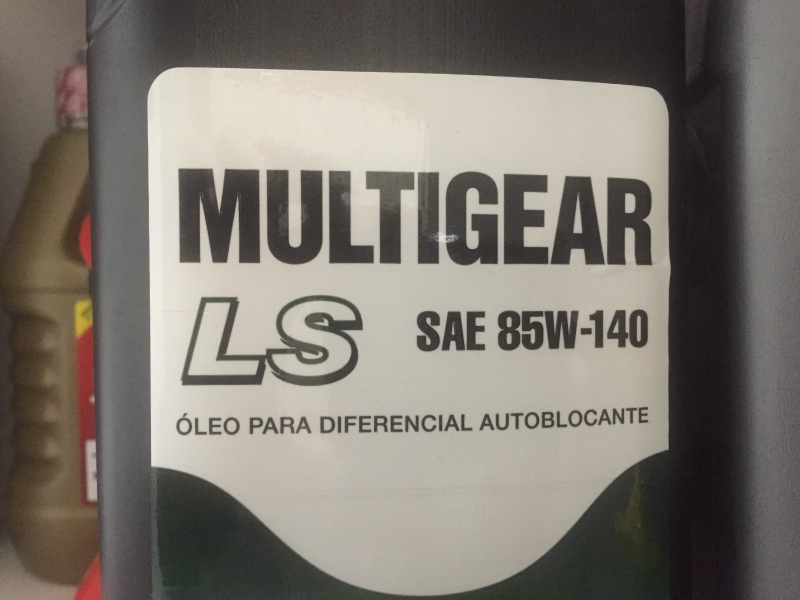 MULTIGEAR
LS SAE 85W-140
ÓLEO PARA DIFERENCIAL AUTOBLOCANTE